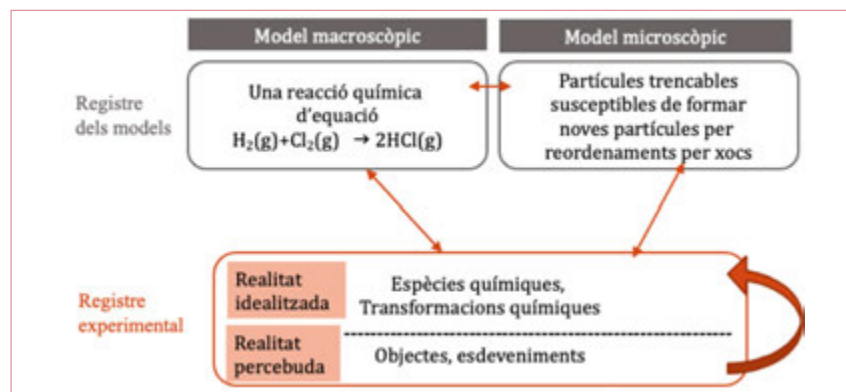 Model macroscòpic
Model microscòpic
Registre
dels models
Una reacció química
d'equació
H₂(g)+Cl₂(g) → 2HCl(g)
Partícules trencables
susceptibles de formar
noves partícules per
reordenaments per xocs
Registre
experimental
Realitat
idealitzada
Espècies químiques,
Transformacions químiques
Realitat
percebuda
Objectes, esdeveniments